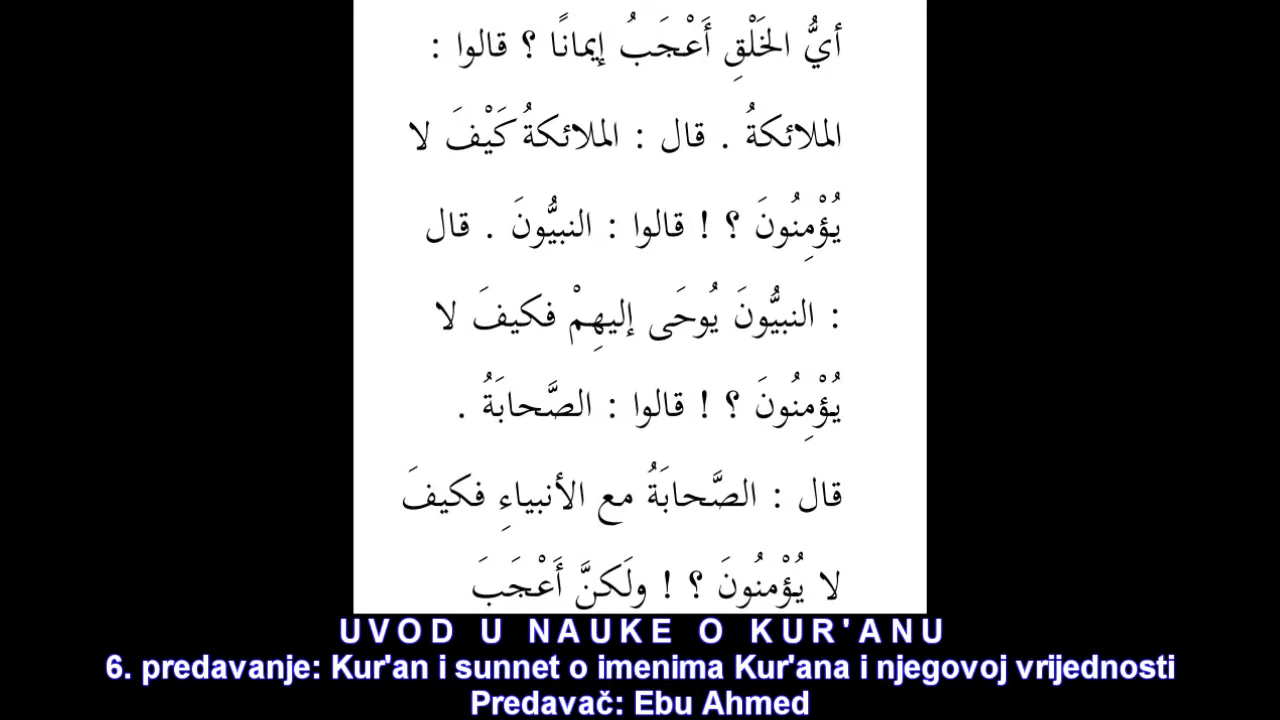 أيُّ الخَلْقِ أَعْجَبُ إيمانًا ؟ قالوا :
الملائكةُ . قال : الملائكةُ كَيْفَ لا
يُؤْمِنُونَ ؟ ! قالوا : النبيُّونَ . قال
: النبيُّونَ يُوحَى إليهِمْ فكيفَ لا
يُؤْمِنُونَ ؟ ! قالوا : الصَّحابَةُ .
قال : الصَّحابَةُ مع الأنبياءِ فكيفَ
لا يُؤْمنُونَ ؟ ! ولَكنَّ أَعْجَبَ
UVOD U NAUKE O KUR'ANU
6. predavanje: Kur'an i sunnet o imenima Kur'ana i njegovoj vrijednosti
Predavač: Ebu Ahmed